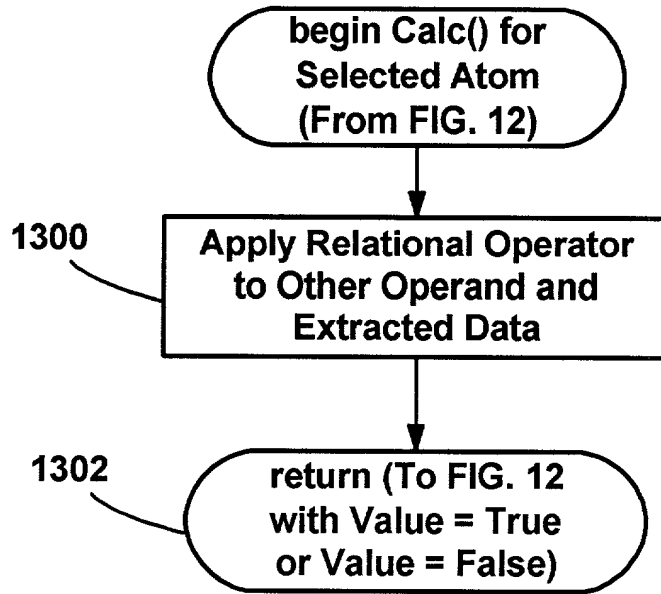 begin Calc() for
Selected Atom
(From FIG. 12)
1300
Apply Relational Operator
to Other Operand and
Extracted Data
1302
return (To FIG. 12
with Value = True
or Value = False)